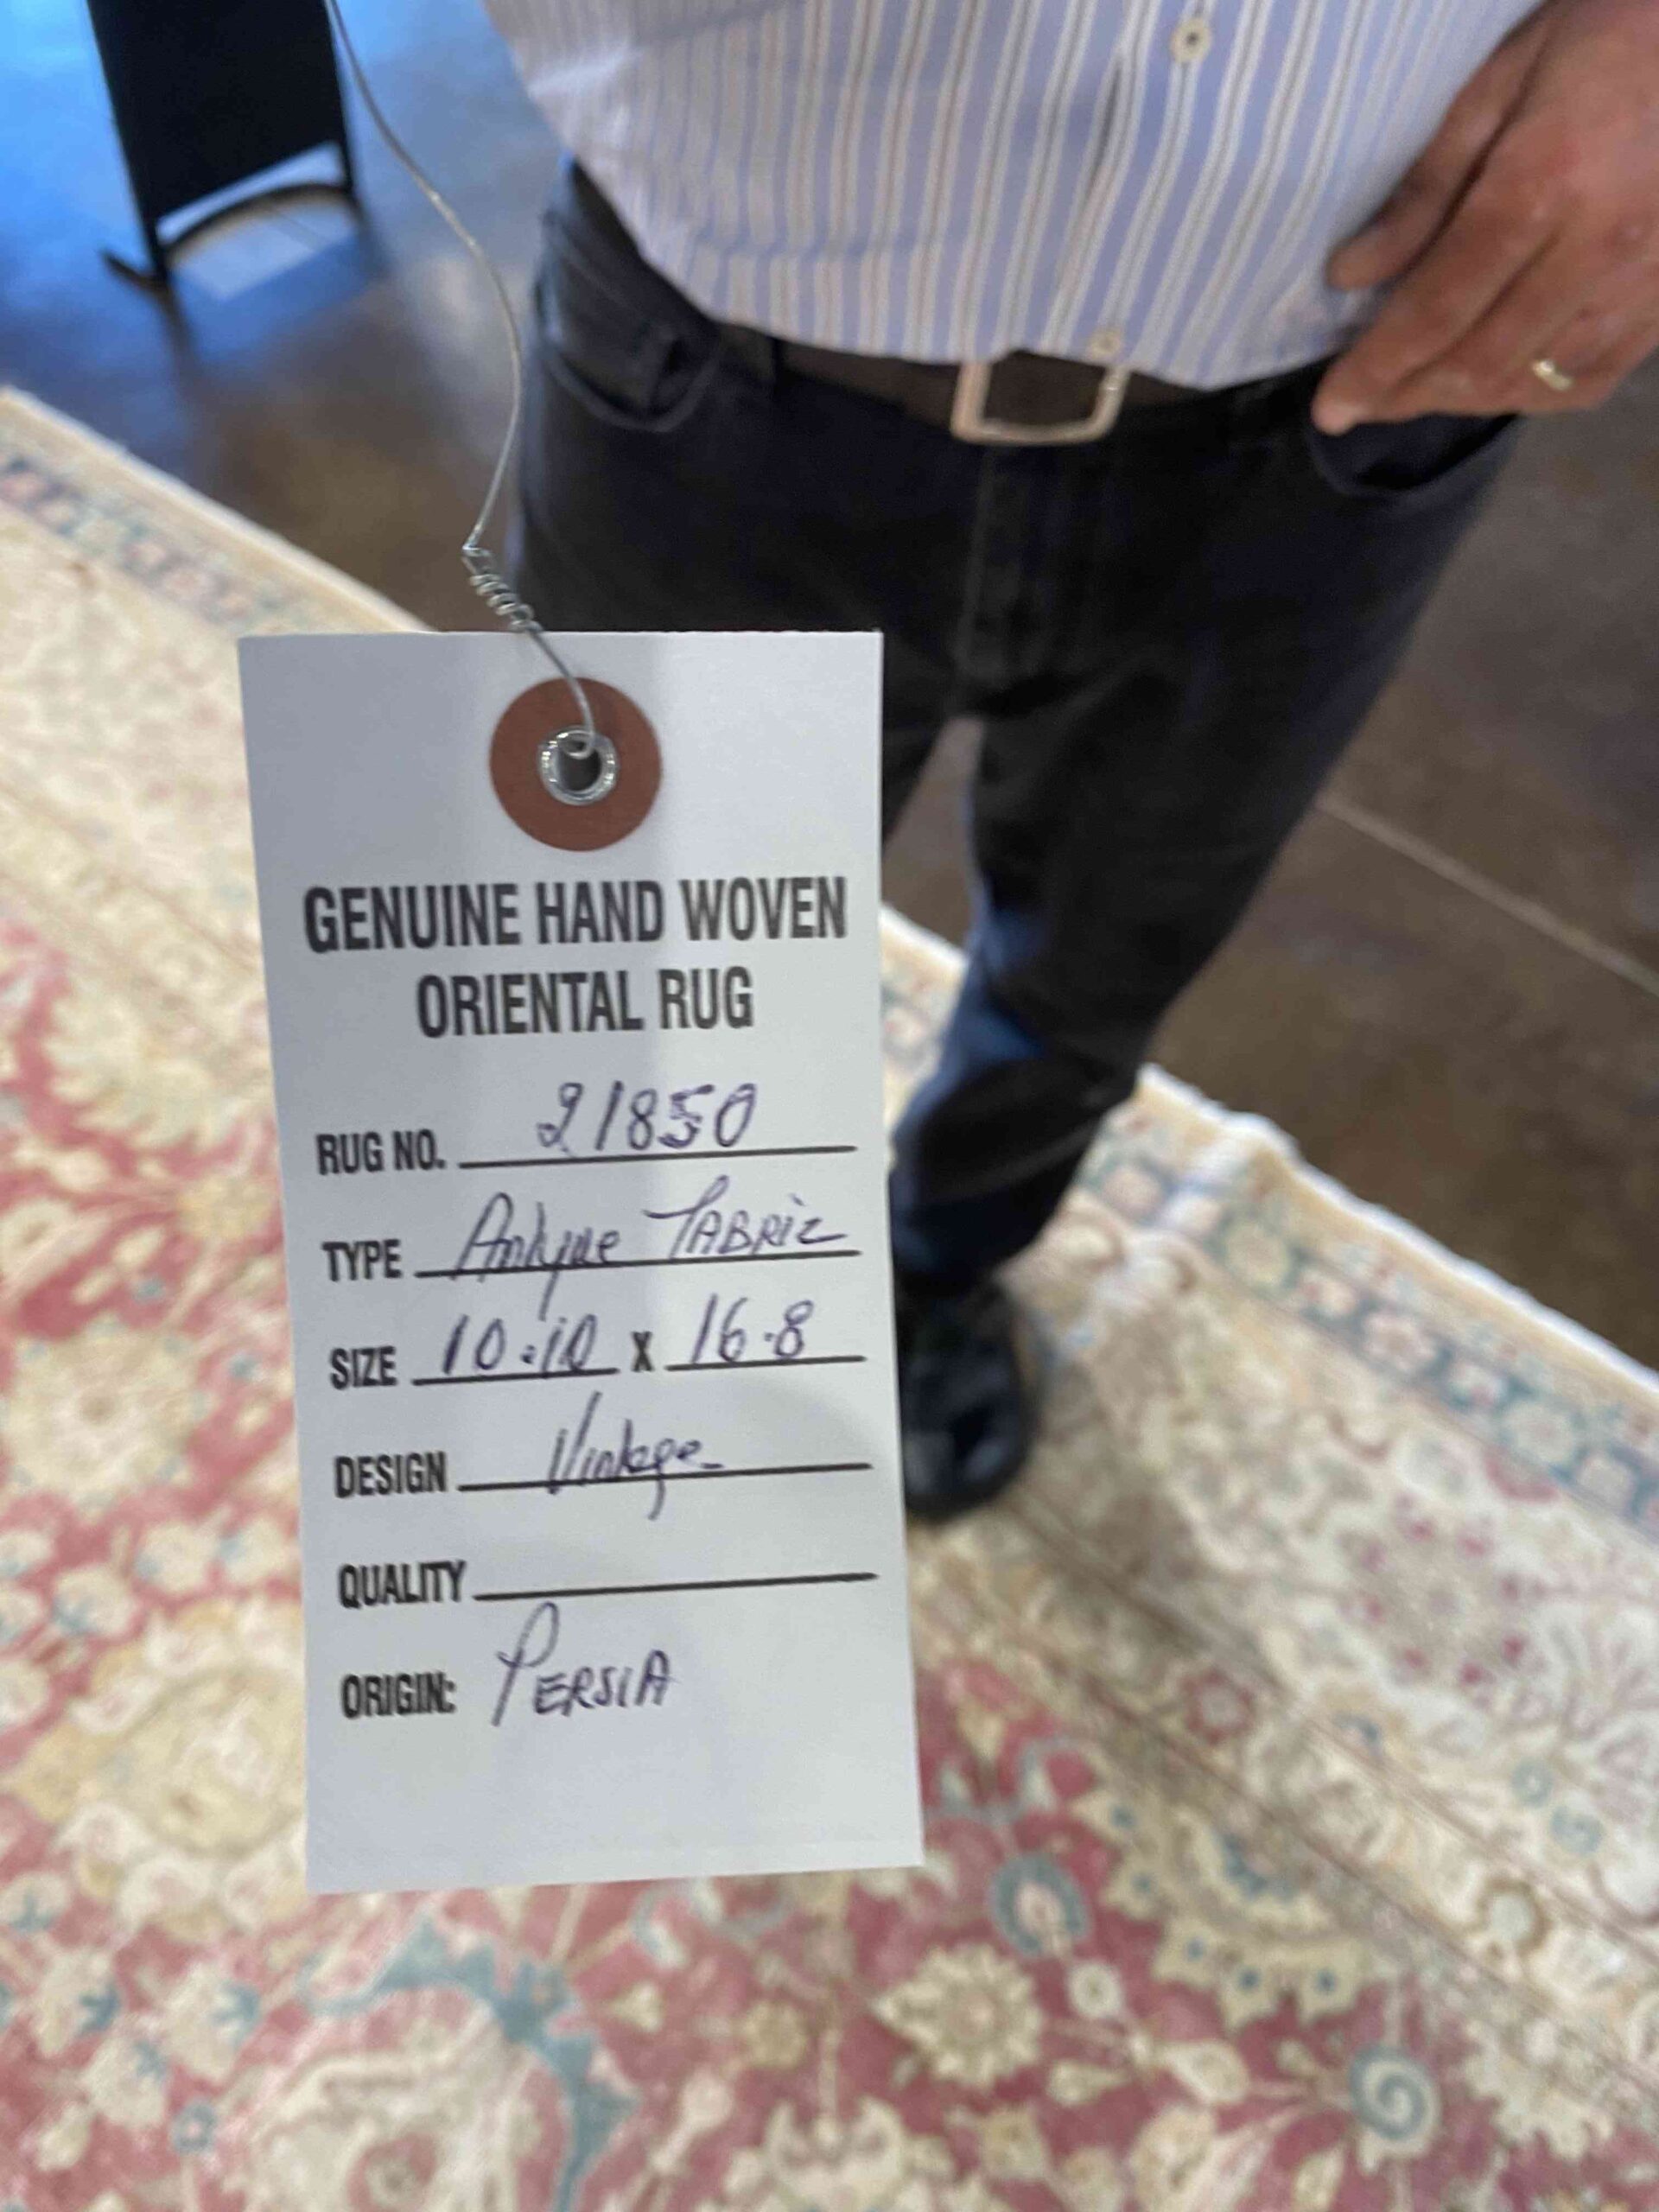 GENUINE HAND WOVEN
ORIENTAL RUG
RUG NO. 21850
TYPE Antique TABRIZ
SIZE 10.10 X 16.8
DESIGN Vintage
QUALITY
ORIGIN: PERSIA